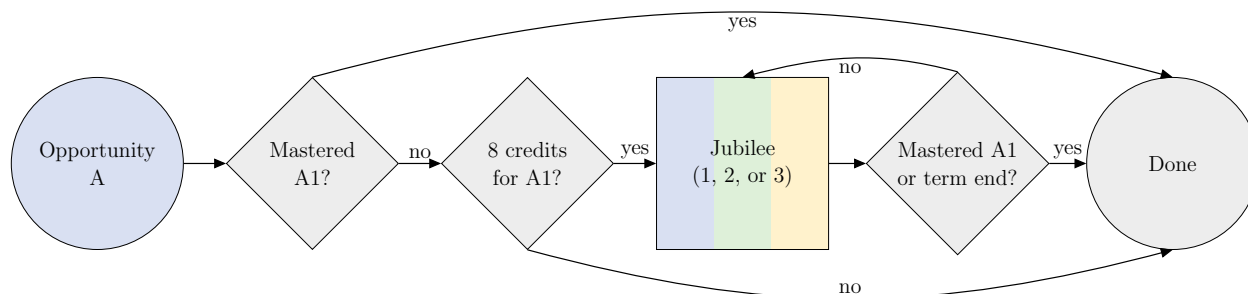 yes
no
Opportunity
A
Mastered
A1?
no
8 credits
for A1?
yes
Jubilee
(1, 2, or 3)
Mastered A1
or term end?
yes
Done
no